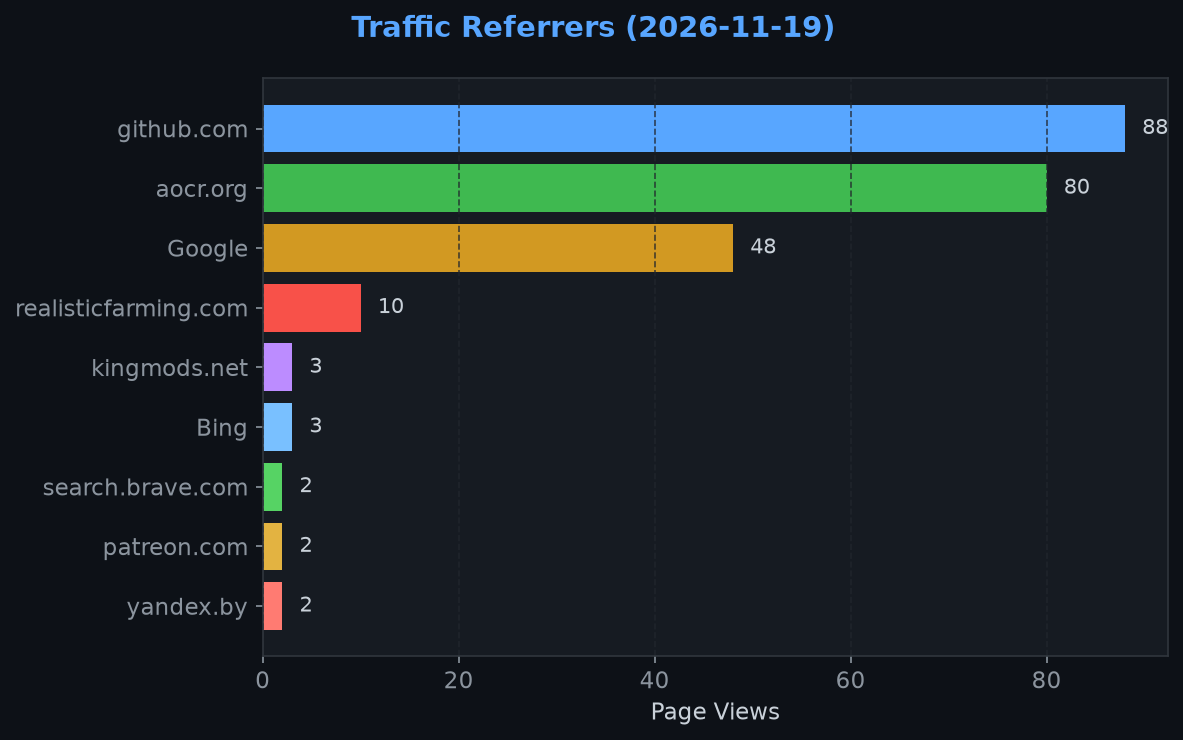 Traffic Referrers (2026-11-19)
github.com 88
aocr.org 80
Google 48
realisticfarming.com 10
kingmods.net 3
Bing 3
search.brave.com 2
patreon.com 2
yandex.by 2
0 20 40 60 80
Page Views